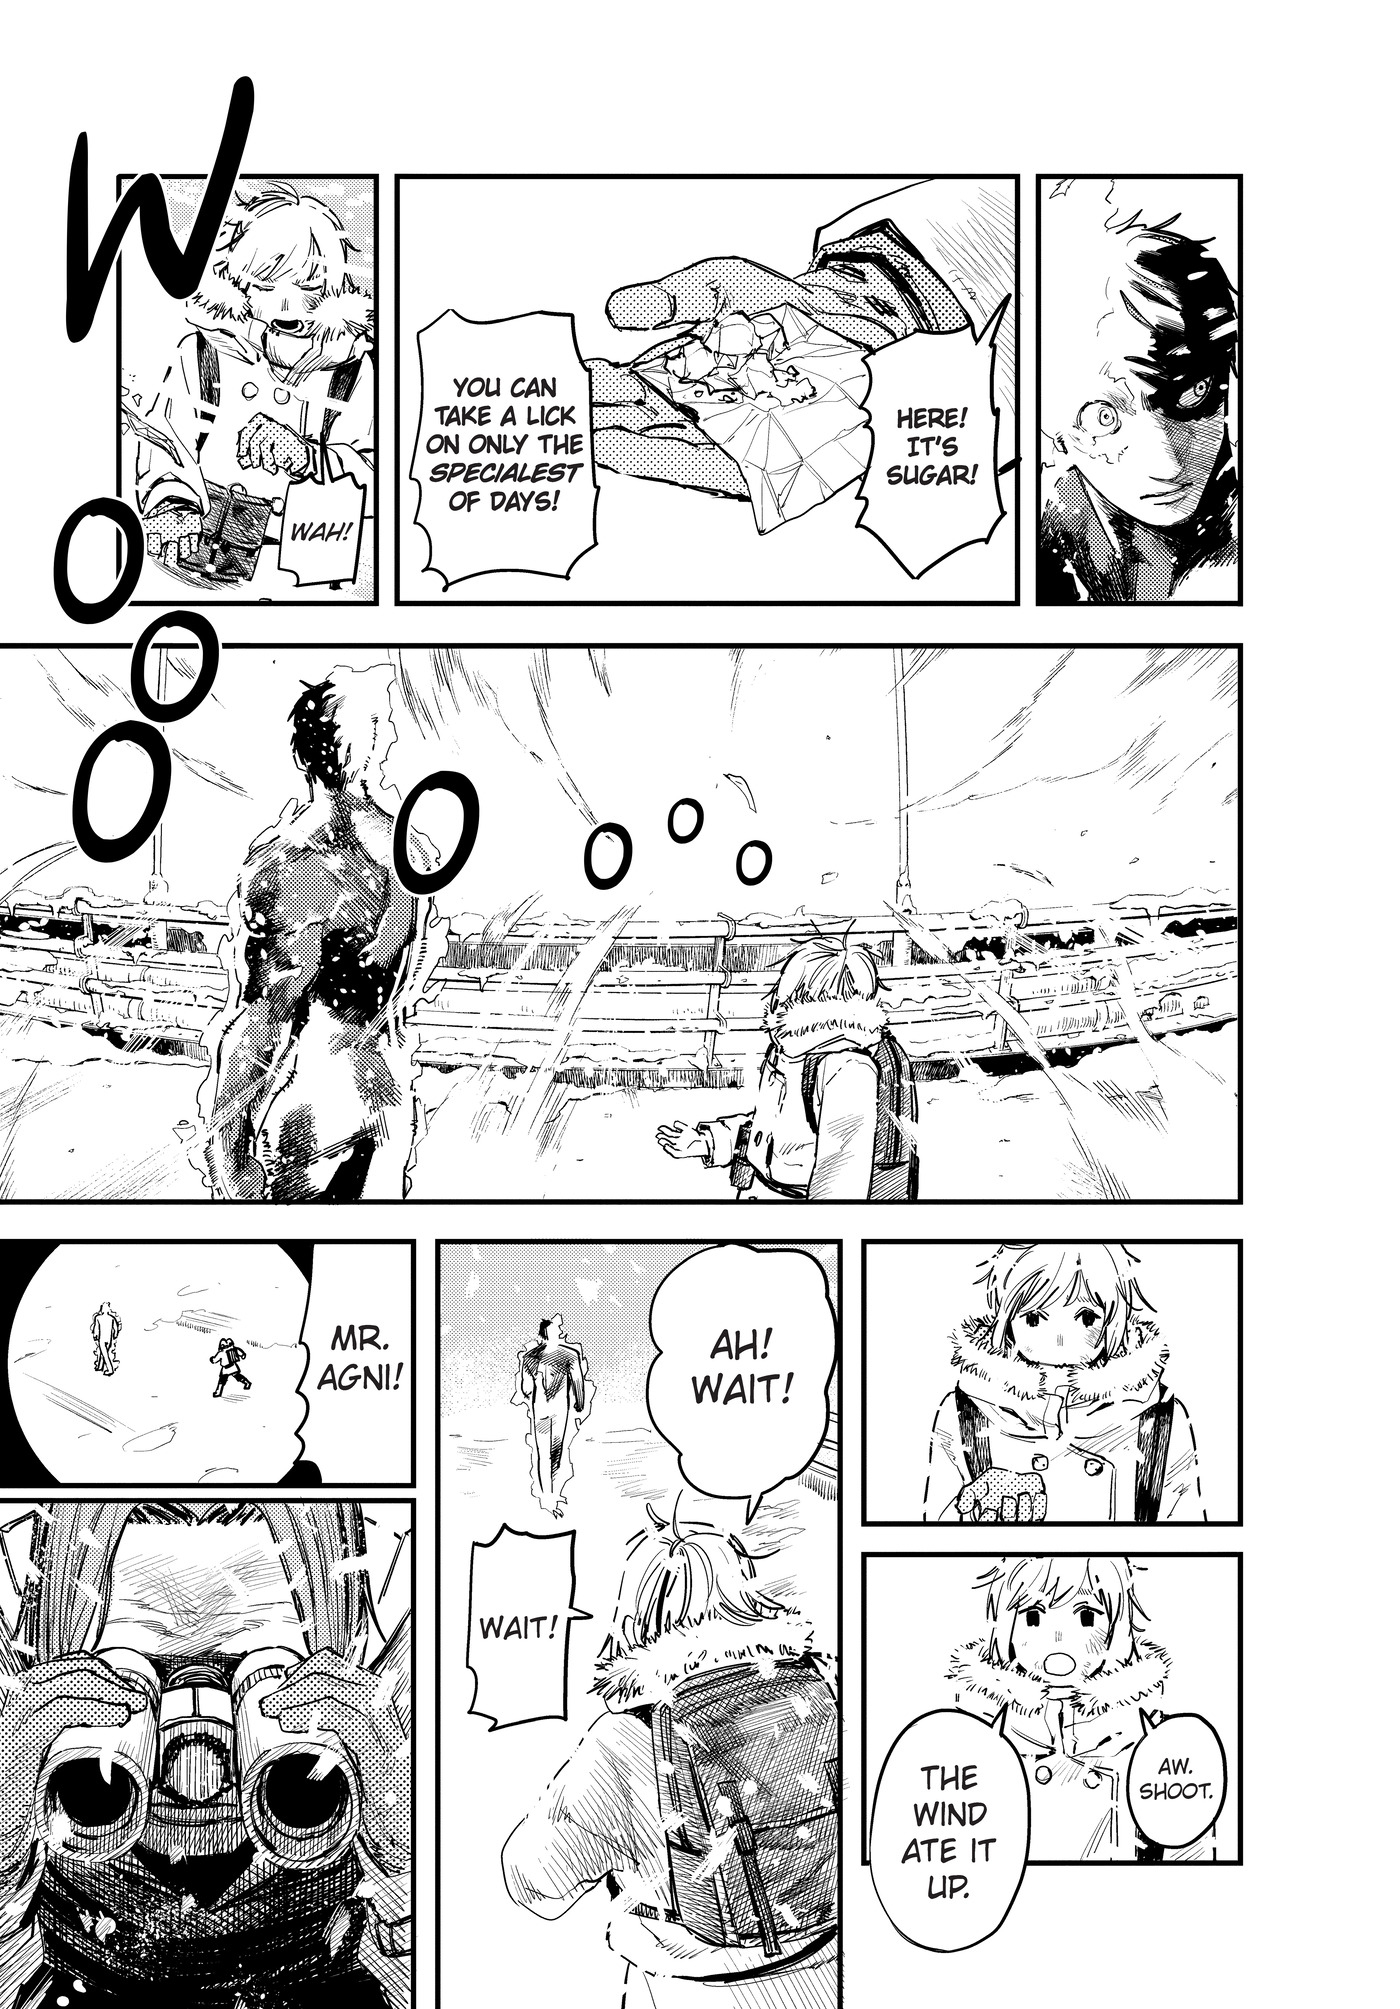 HERE!
IT'S
SUGAR!
YOU CAN
TAKE A LICK
ON ONLY THE
SPECIALEST
OF DAYS!
WAH!
WOOOOOOO
AW.
SHOOT.
THE
WIND
ATE IT
UP.
AH!
WAIT!
WAIT!
MR.
AGNI!